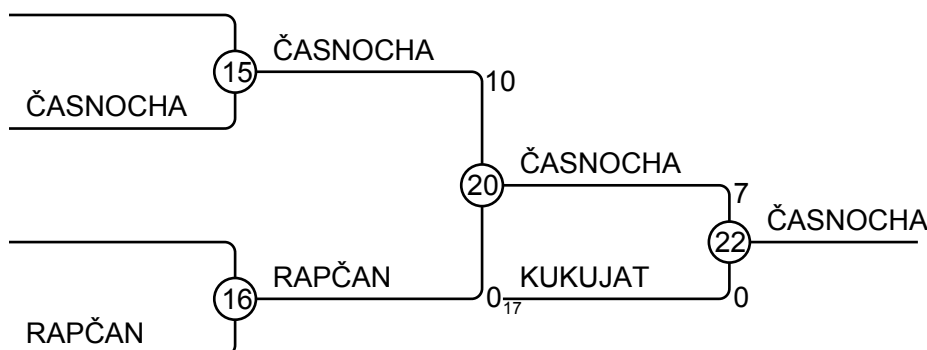 ČASNOCHA
10
15
ČASNOCHA
ČASNOCHA
7
20
ČASNOCHA
22
RAPČAN
KUKUJAT
16
0
17
0
RAPČAN